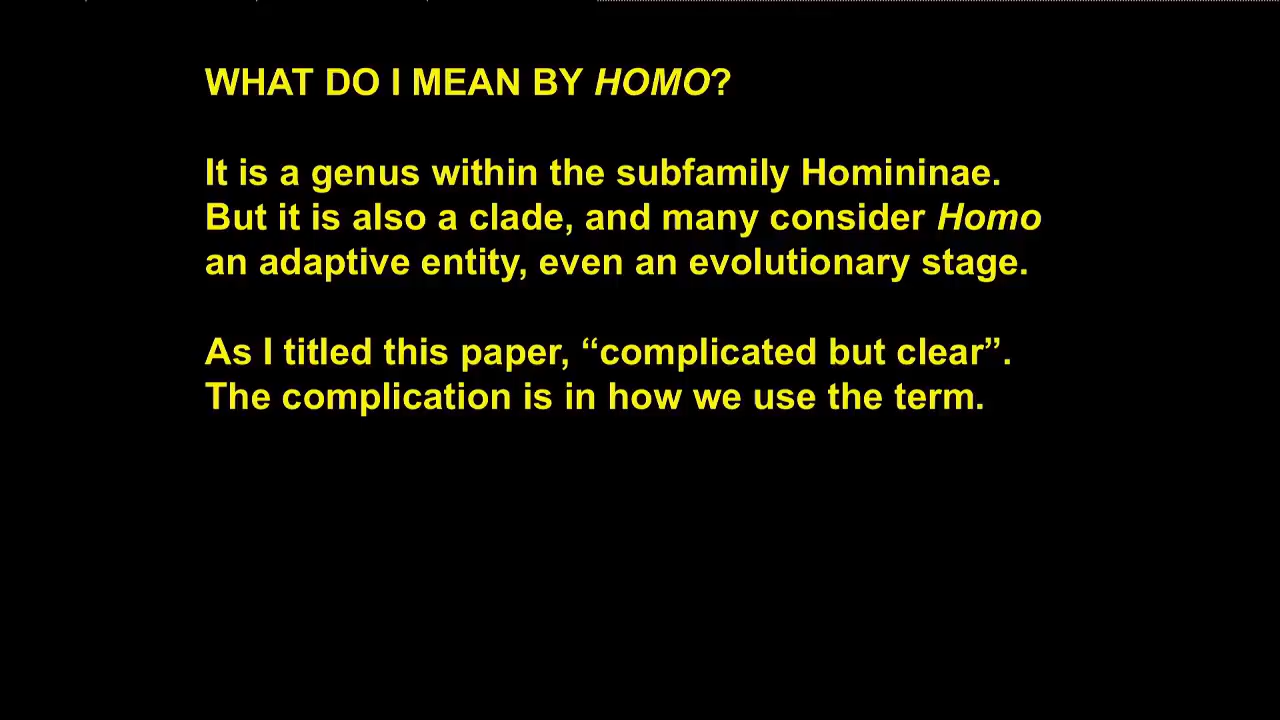 WHAT DO I MEAN BY HOMO?
It is a genus within the subfamily Homininae.
But it is also a clade, and many consider Homo
an adaptive entity, even an evolutionary stage.
As I titled this paper, “complicated but clear”.
The complication is in how we use the term.